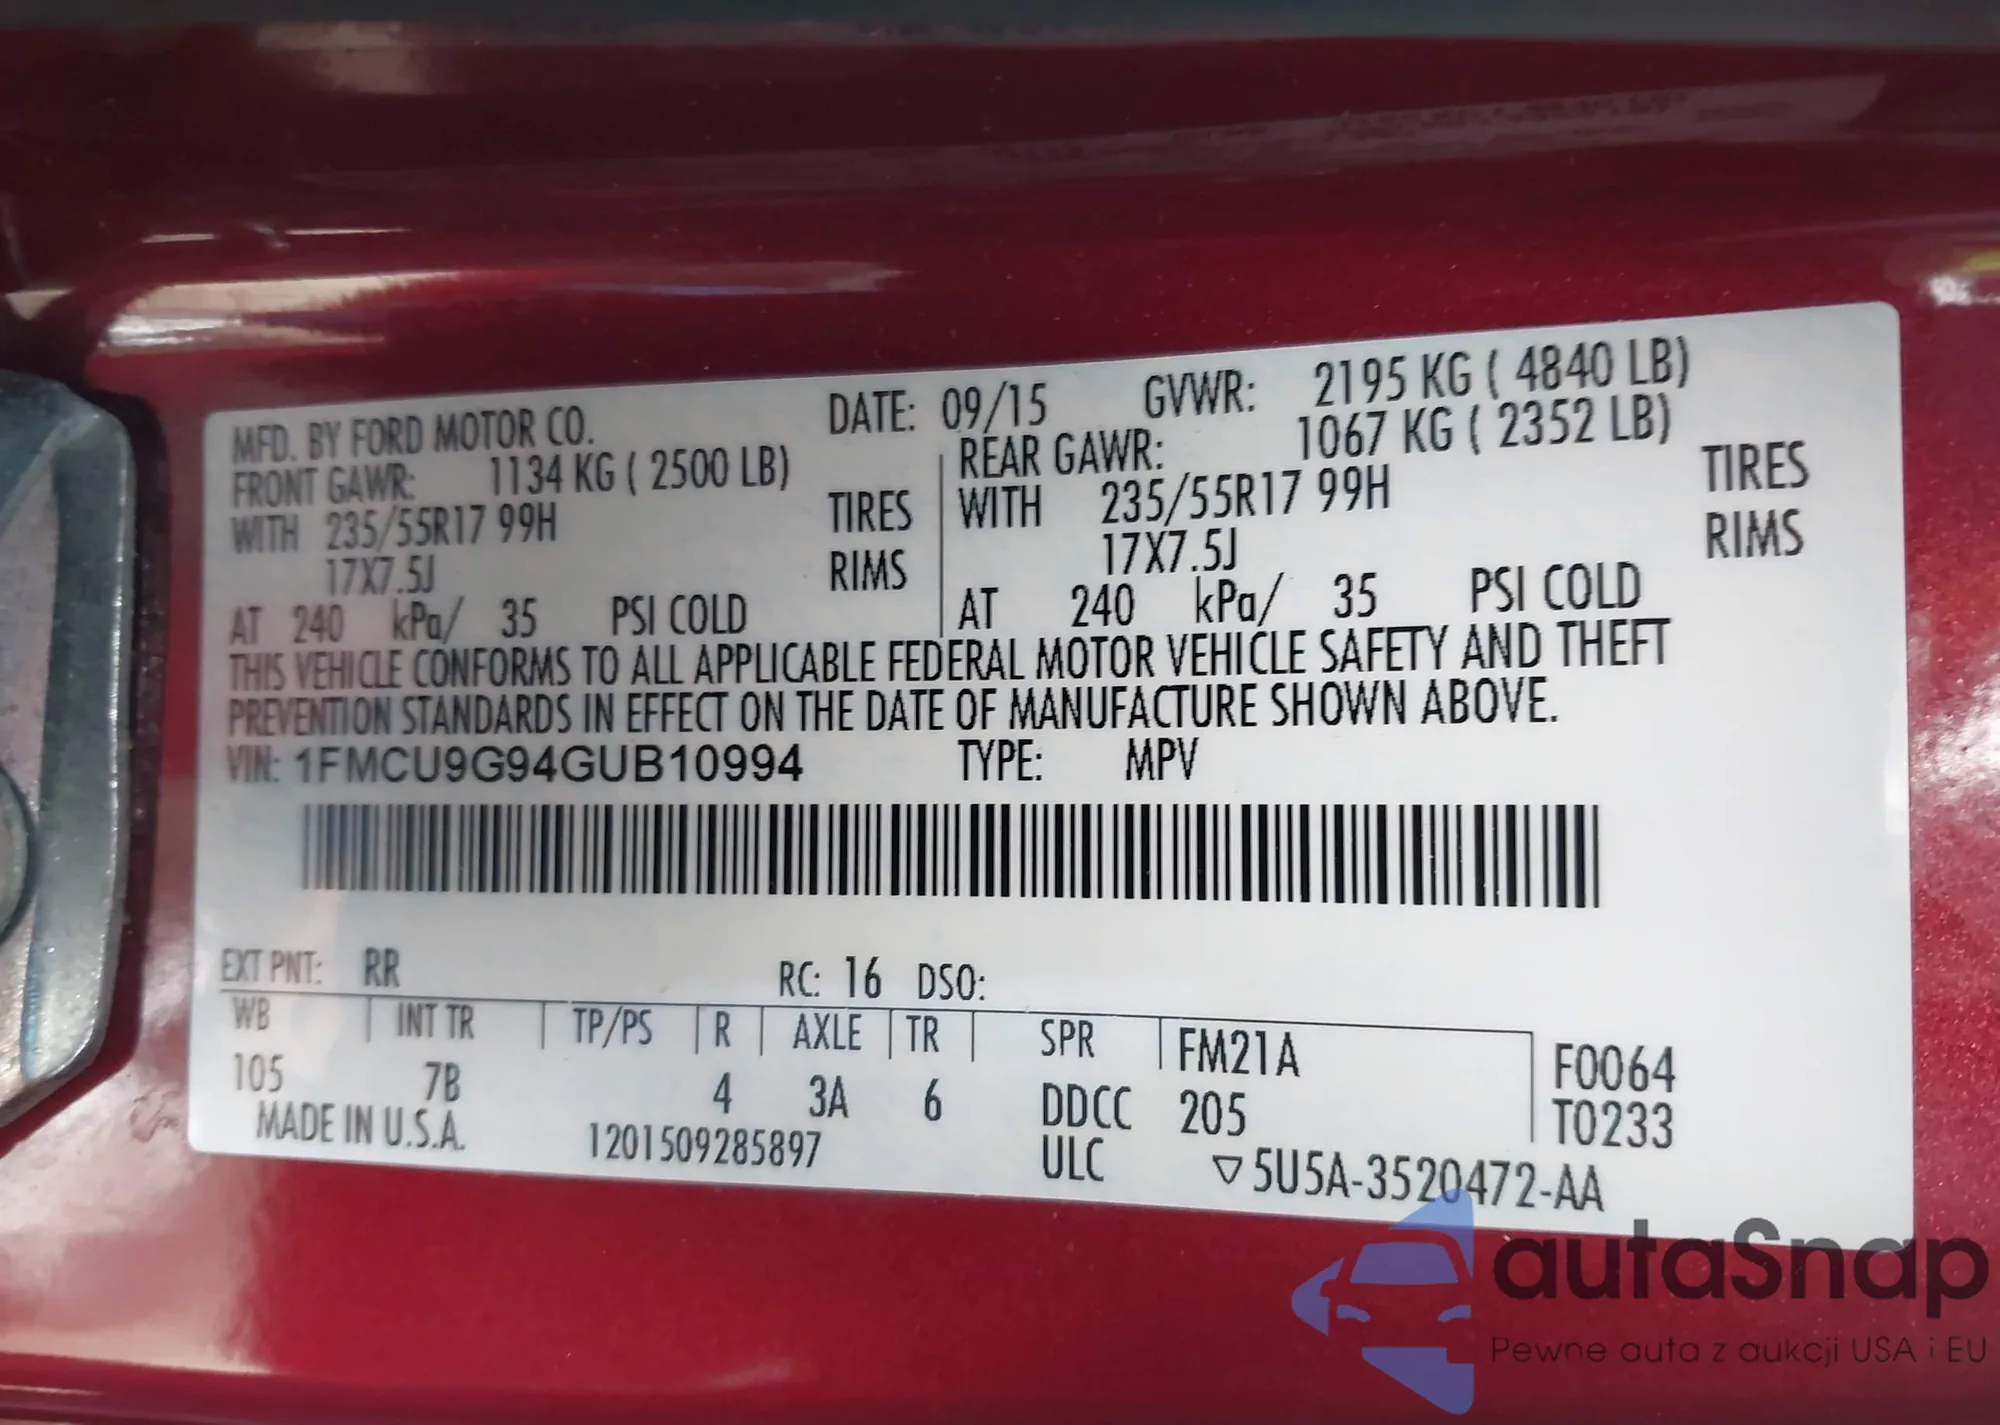 MFD. BY FORD MOTOR CO. DATE: 09/15 GVWR: 2195 KG ( 4840 LB)
FRONT GAWR: 1134 KG ( 2500 LB) REAR GAWR: 1067 KG ( 2352 LB)
WITH 235/55R17 99H TIRES WITH 235/55R17 99H TIRES
17X7.5J RIMS 17X7.5J RIMS
AT 240 kPa/ 35 PSI COLD AT 240 kPa/ 35 PSI COLD
THIS VEHICLE CONFORMS TO ALL APPLICABLE FEDERAL MOTOR VEHICLE SAFETY AND THEFT
PREVENTION STANDARDS IN EFFECT ON THE DATE OF MANUFACTURE SHOWN ABOVE.
VIN: 1FMCU9G94GUB10994 TYPE: MPV
EXT PNT: RR RC: 16 DSO:
WB INT TR TP/PS R AXLE TR SPR FM21A F0064
105 7B 4 3A 6 DDCC 205 T0233
MADE IN U.S.A. 1201509285897 ULC ▽5U5A-3520472-AA
autaSnap
Pewne auta z aukcji USA i EU